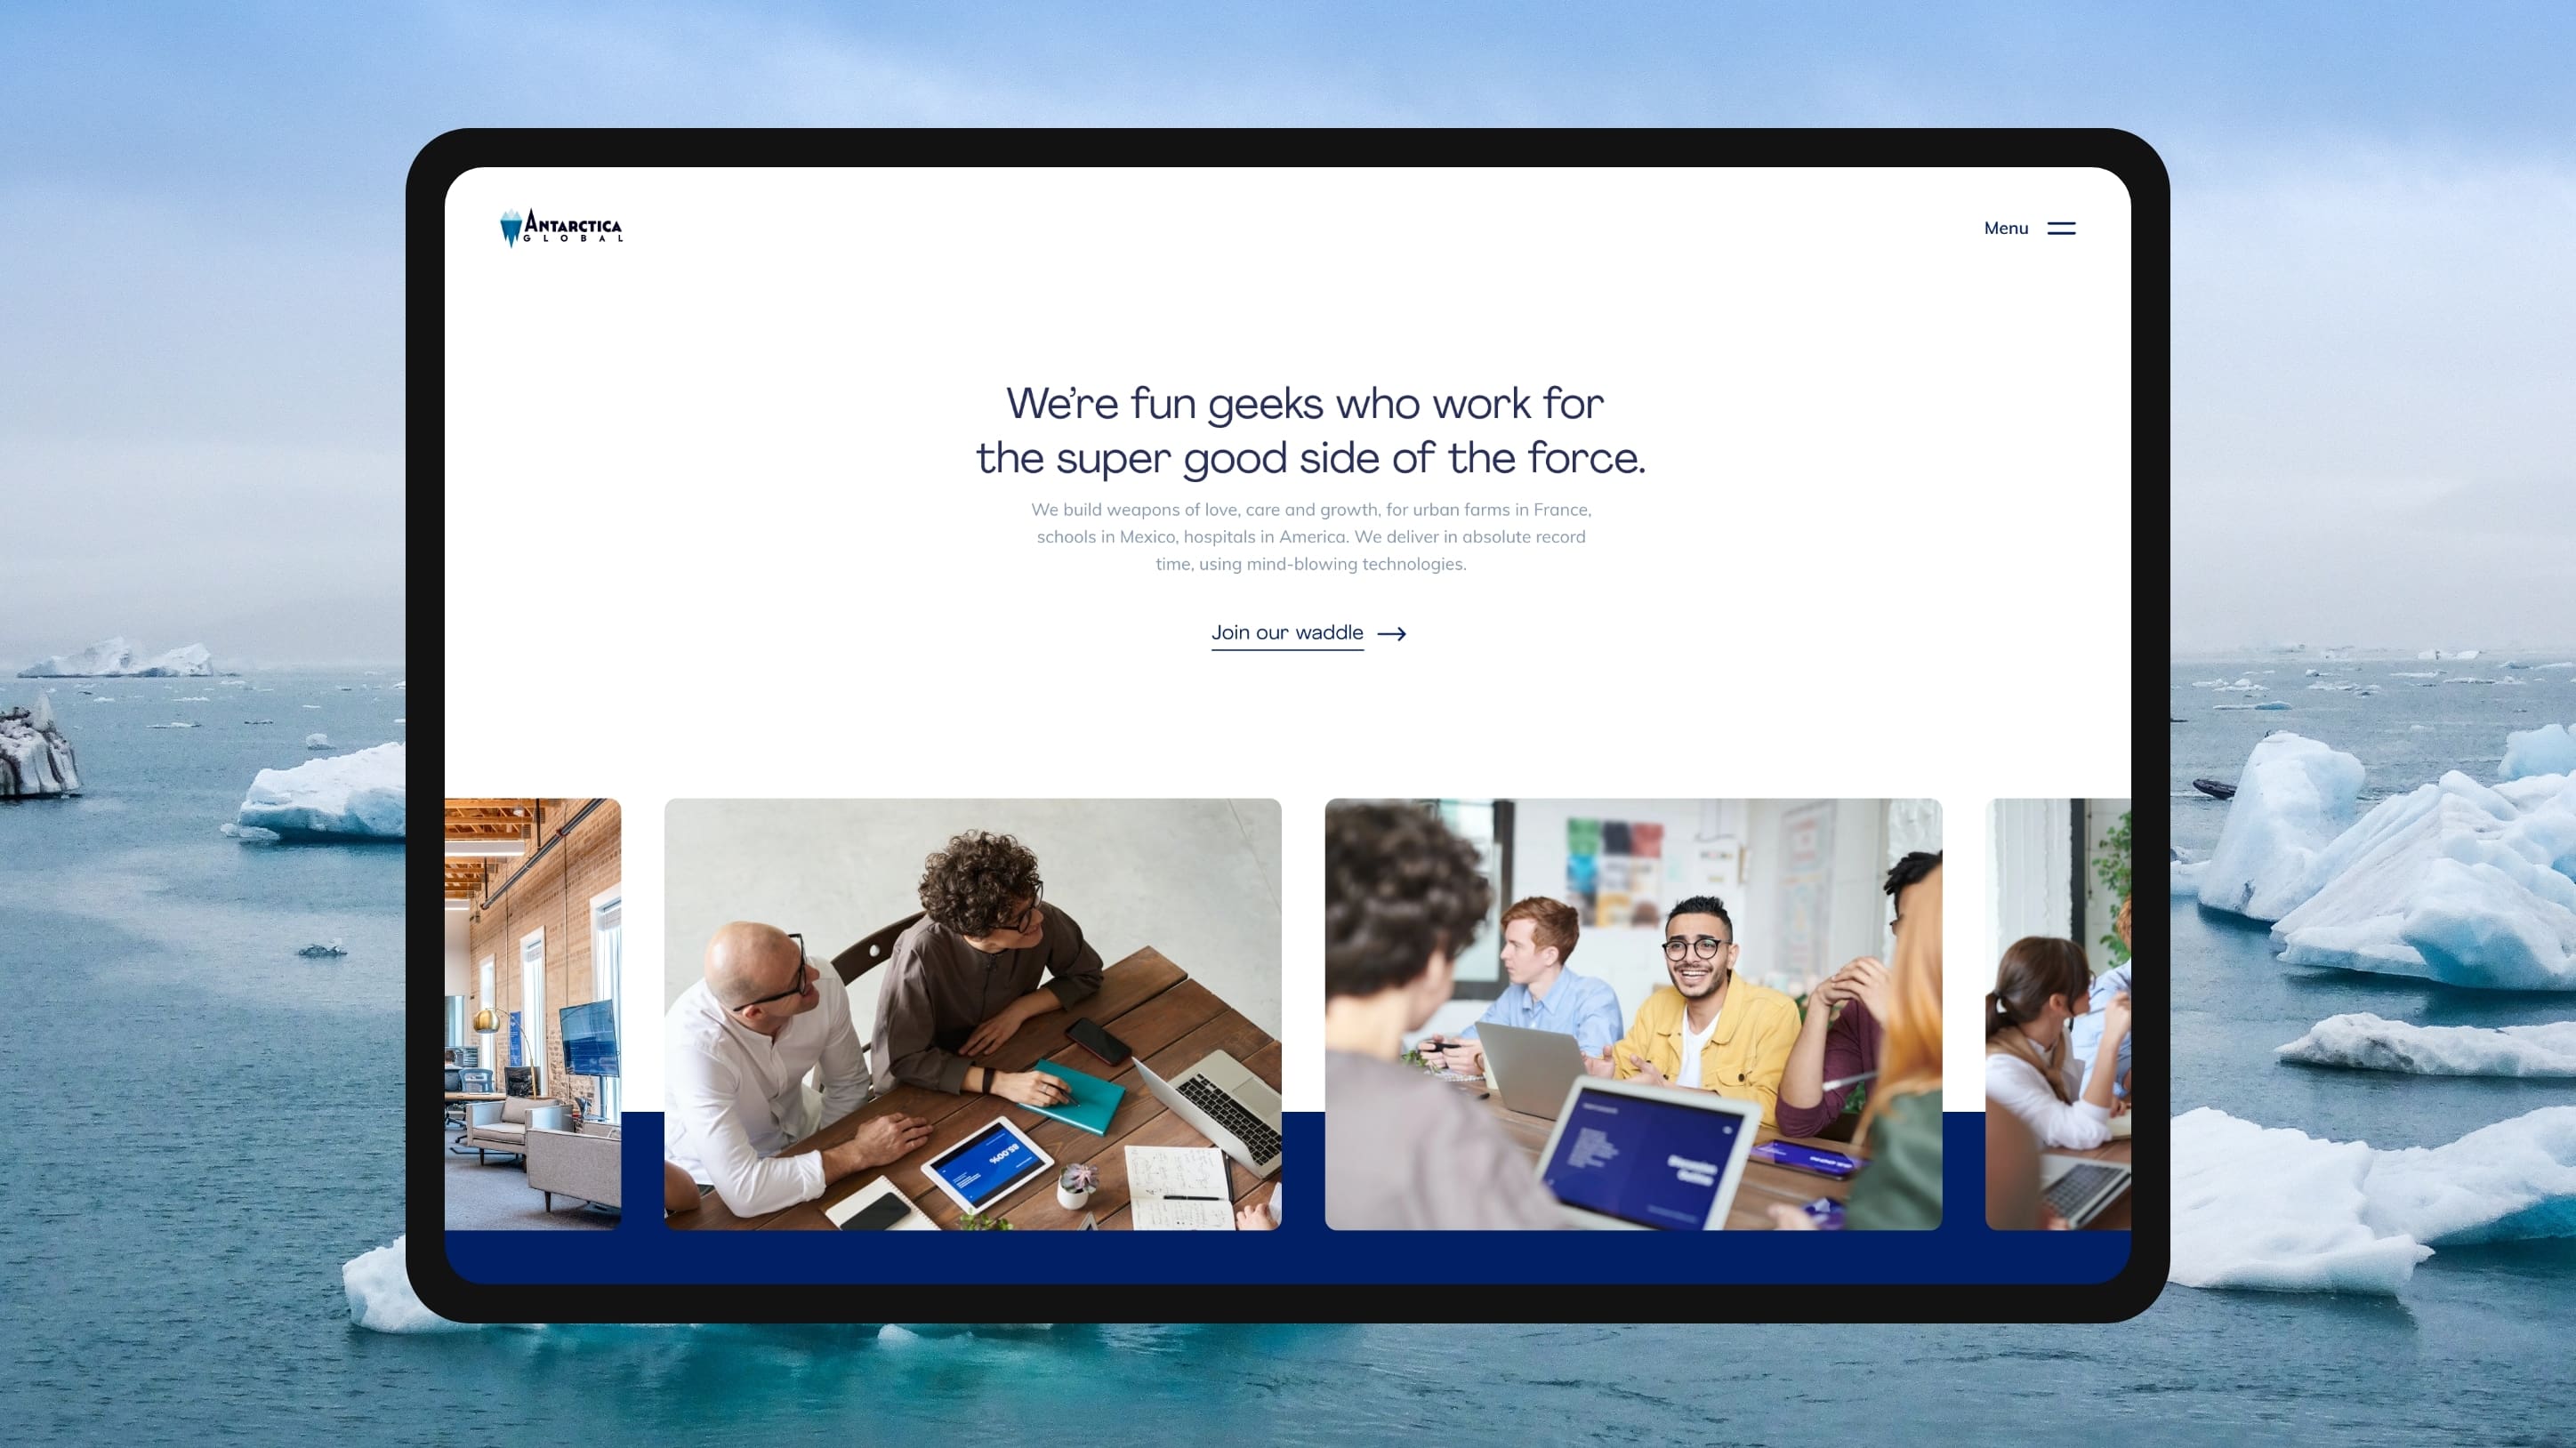 ANTARCTICA
GLOBAL
Menu
We’re fun geeks who work for
the super good side of the force.
We build weapons of love, care and growth, for urban farms in France,
schools in Mexico, hospitals in America. We deliver in absolute record
time, using mind-blowing technologies.
Join our waddle